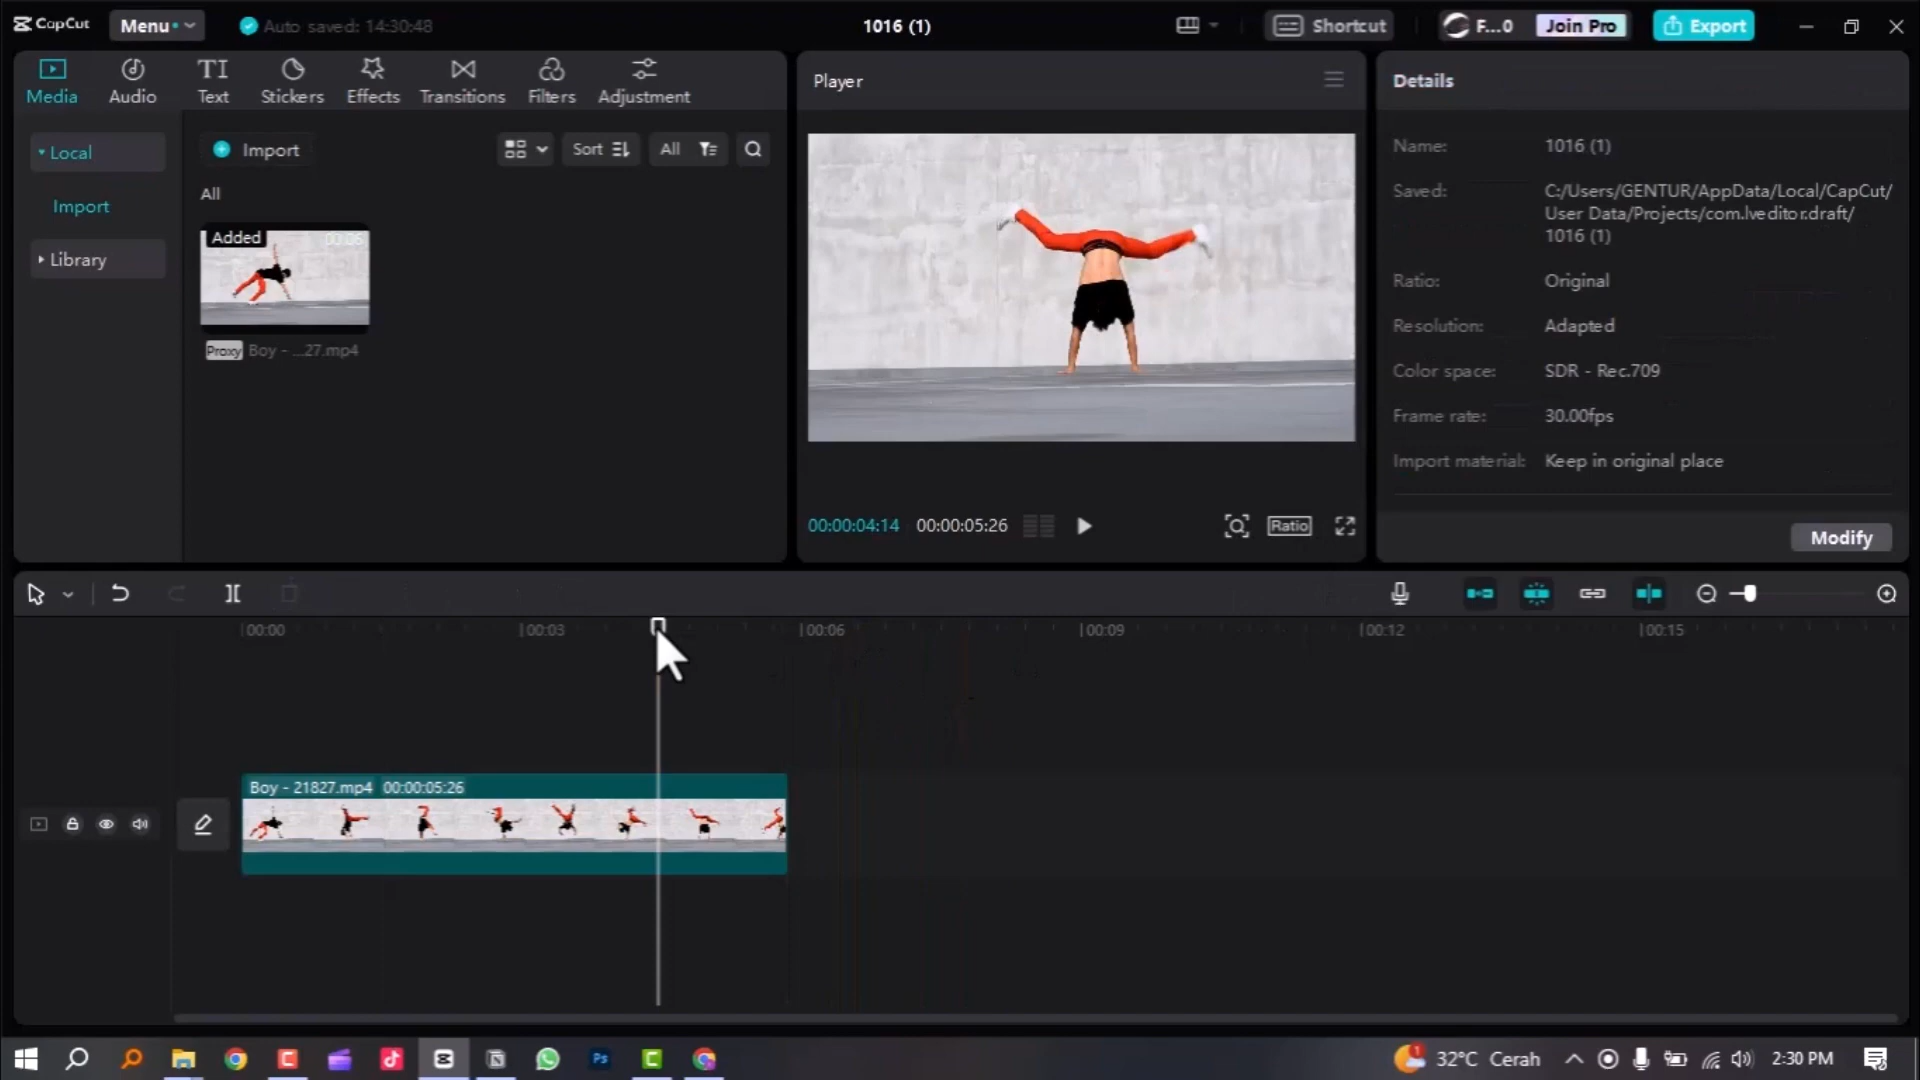 CapCut
Menu
Auto saved: 14:30:48
1016 (1)
Shortcut
F...0
Join Pro
Export
Media
Audio
TI
Text
Stickers
Effects
Transitions
Filters
Adjustment
Local
Import
Library
Import
Sort
All
All
Added
00:06
Proxy
Boy - ...27.mp4
Player
00:00:04:14
00:00:05:26
Ratio
Details
Name:
1016 (1)
Saved:
C:/Users/GENTUR/AppData/Local/CapCut/
User Data/Projects/com.lveditor.draft/
1016 (1)
Ratio:
Original
Resolution:
Adapted
Color space:
SDR - Rec.709
Frame rate:
30.00fps
Import material:
Keep in original place
Modify
00:00
00:03
00:06
00:09
00:12
00:15
Boy - 21827.mp4 00:00:05:26
Ps
1
32°C Cerah
2:30 PM